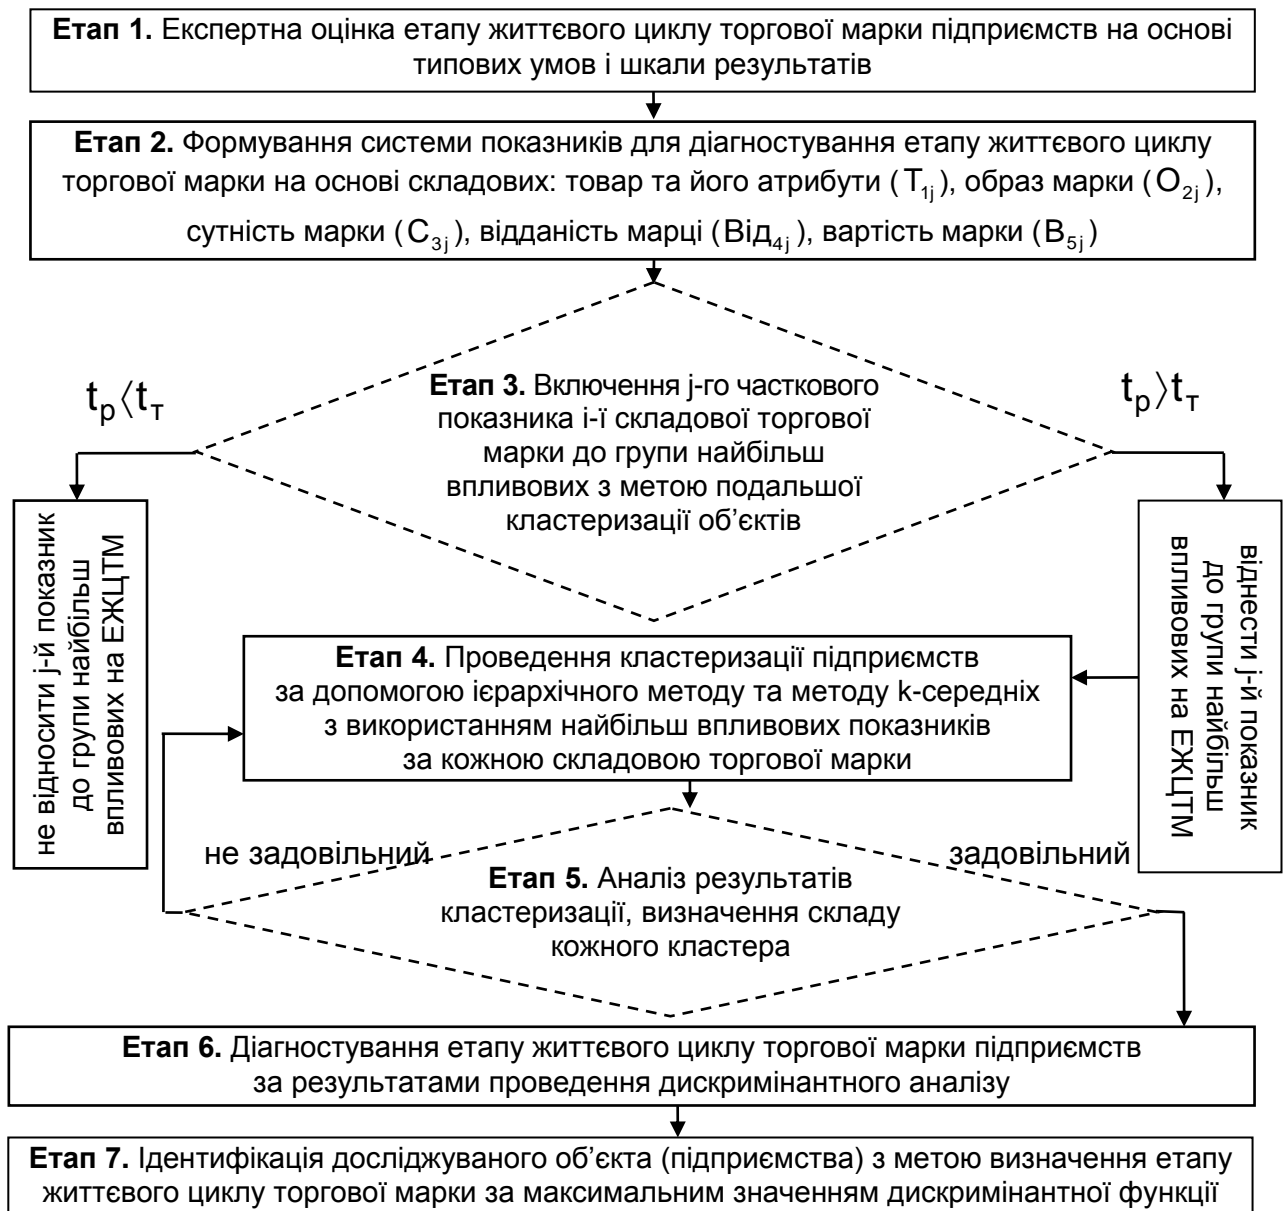 Етап 1. Експертна оцінка етапу життєвого циклу торгової марки підприємств на основі
типових умов і шкали результатів
Етап 2. Формування системи показників для діагностування етапу життєвого циклу
торгової марки на основі складових: товар та його атрибути (T₁ⱼ), образ марки (O₂ⱼ),
сутність марки (C₃ⱼ), відданість марці (Від₄ⱼ), вартість марки (B₅ⱼ)
tₚ⟨tₜ
tₚ⟩tₜ
Етап 3. Включення j-го часткового
показника і-ї складової торгової
марки до групи найбільш
впливових з метою подальшої
кластеризації об’єктів
не відносити j-й показник
до групи найбільш
впливових на ЕЖЦТМ
віднести j-й показник
до групи найбільш
впливових на ЕЖЦТМ
Етап 4. Проведення кластеризації підприємств
за допомогою ієрархічного методу та методу k-середніх
з використанням найбільш впливових показників
за кожною складовою торгової марки
не задовільний
задовільний
Етап 5. Аналіз результатів
кластеризації, визначення складу
кожного кластера
Етап 6. Діагностування етапу життєвого циклу торгової марки підприємств
за результатами проведення дискримінантного аналізу
Етап 7. Ідентифікація досліджуваного об’єкта (підприємства) з метою визначення етапу
життєвого циклу торгової марки за максимальним значенням дискримінантної функції